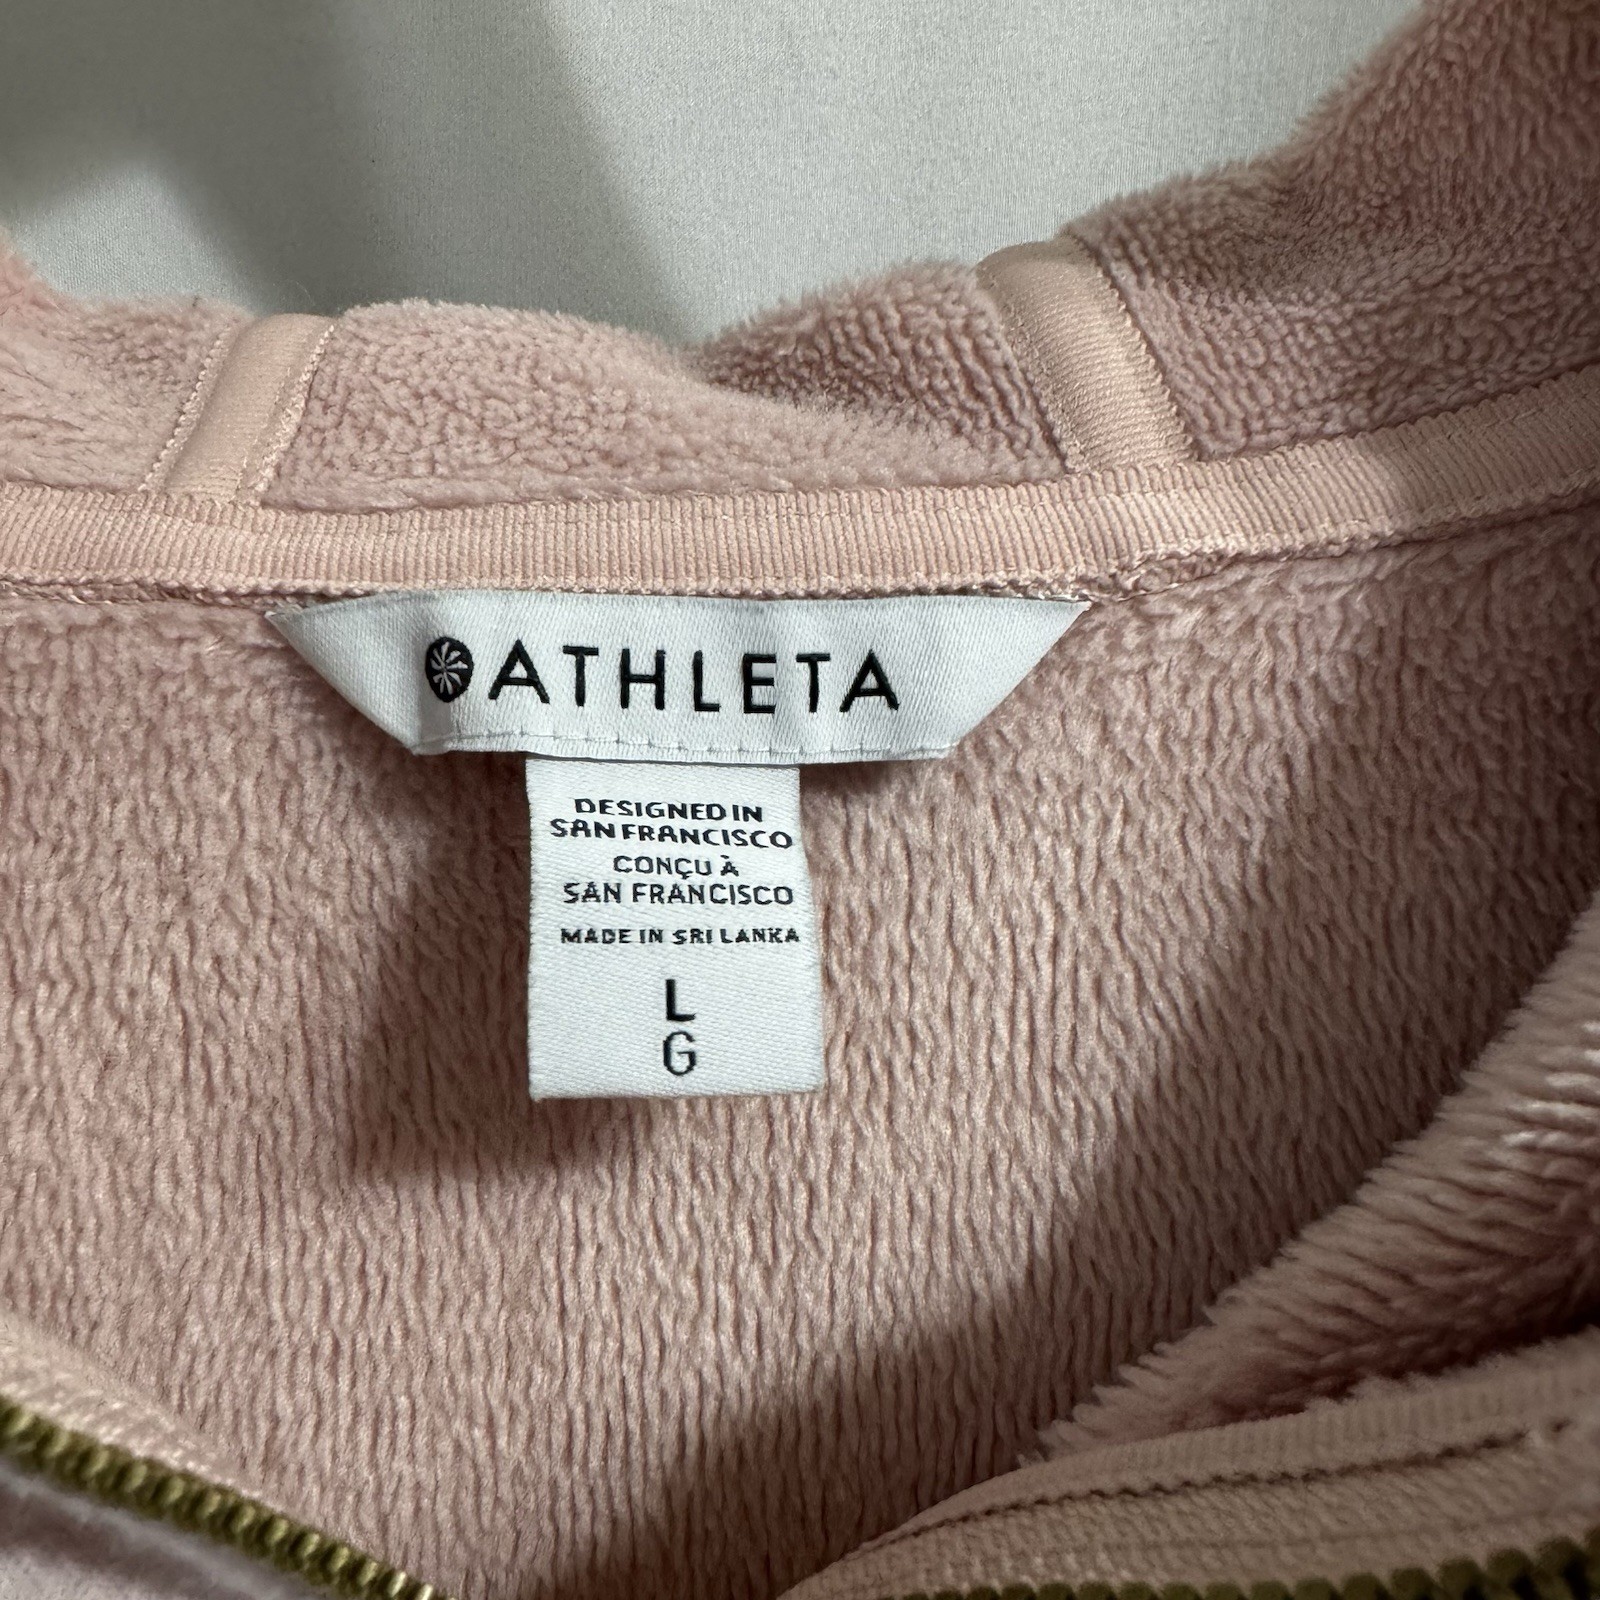 ATHLETA
DESIGNED IN
SAN FRANCISCO
CONÇU À
SAN FRANCISCO
MADE IN SRI LANKA
L
G